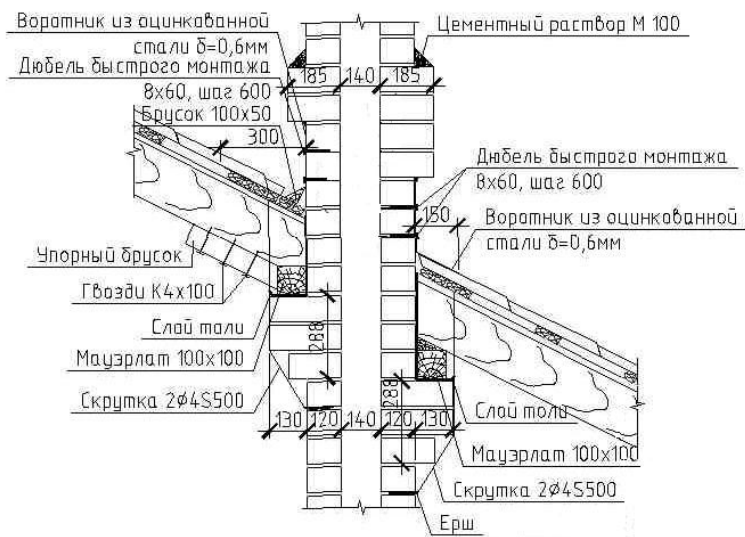 Воротник из оцинкованной
стали δ=0,6мм
Дюбель быстрого монтажа
8х60, шаг 600
Брусок 100х50
300
185 140 185
Цементный раствор М 100
Дюбель быстрого монтажа
8х60, шаг 600
150
Воротник из оцинкованной
стали δ=0,6мм
Упорный брусок
Гвозди К4х100
Слой толи
Мауэрлат 100х100
Скрутка 2φ4S500
288
288
130 120 140 120 130
Слой толи
Мауэрлат 100х100
Скрутка 2φ4S500
Ерш